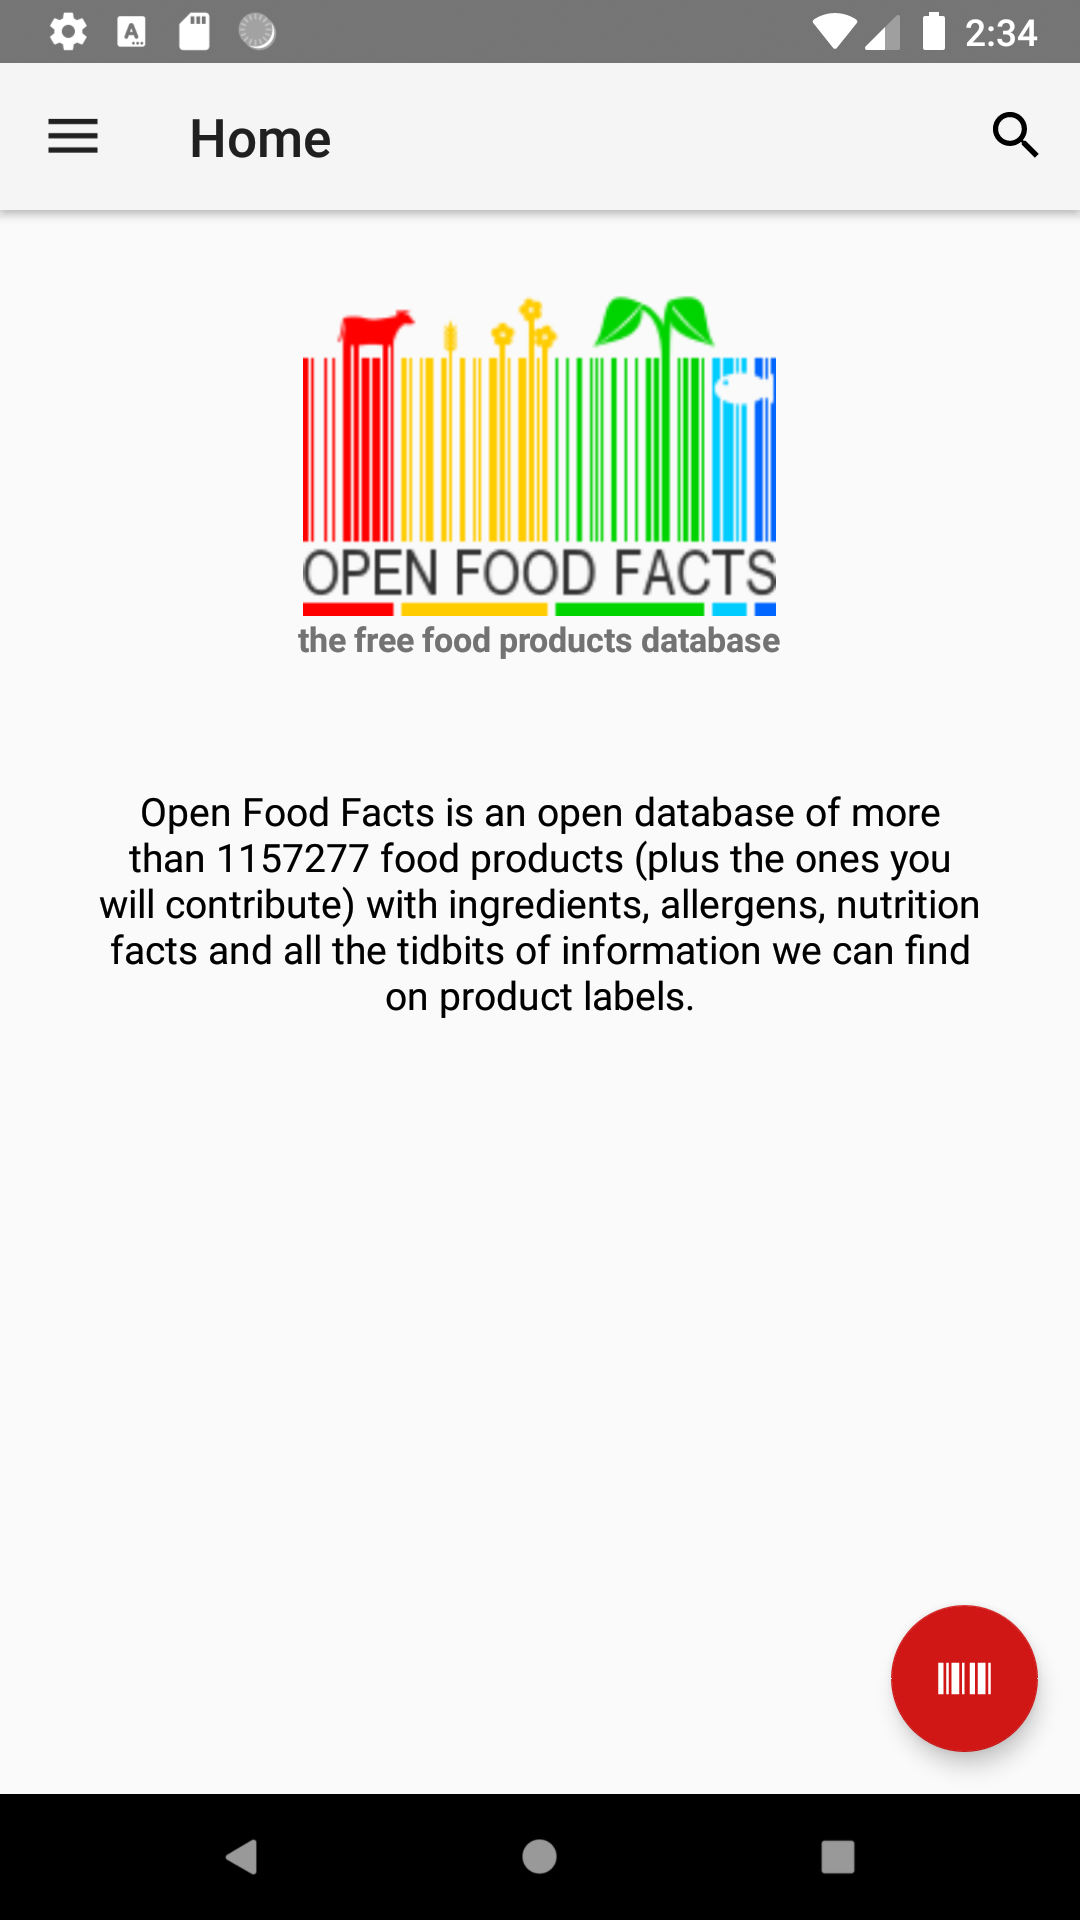 2:34
Home
OPEN FOOD FACTS
the free food products database
Open Food Facts is an open database of more
than 1157277 food products (plus the ones you
will contribute) with ingredients, allergens, nutrition
facts and all the tidbits of information we can find
on product labels.